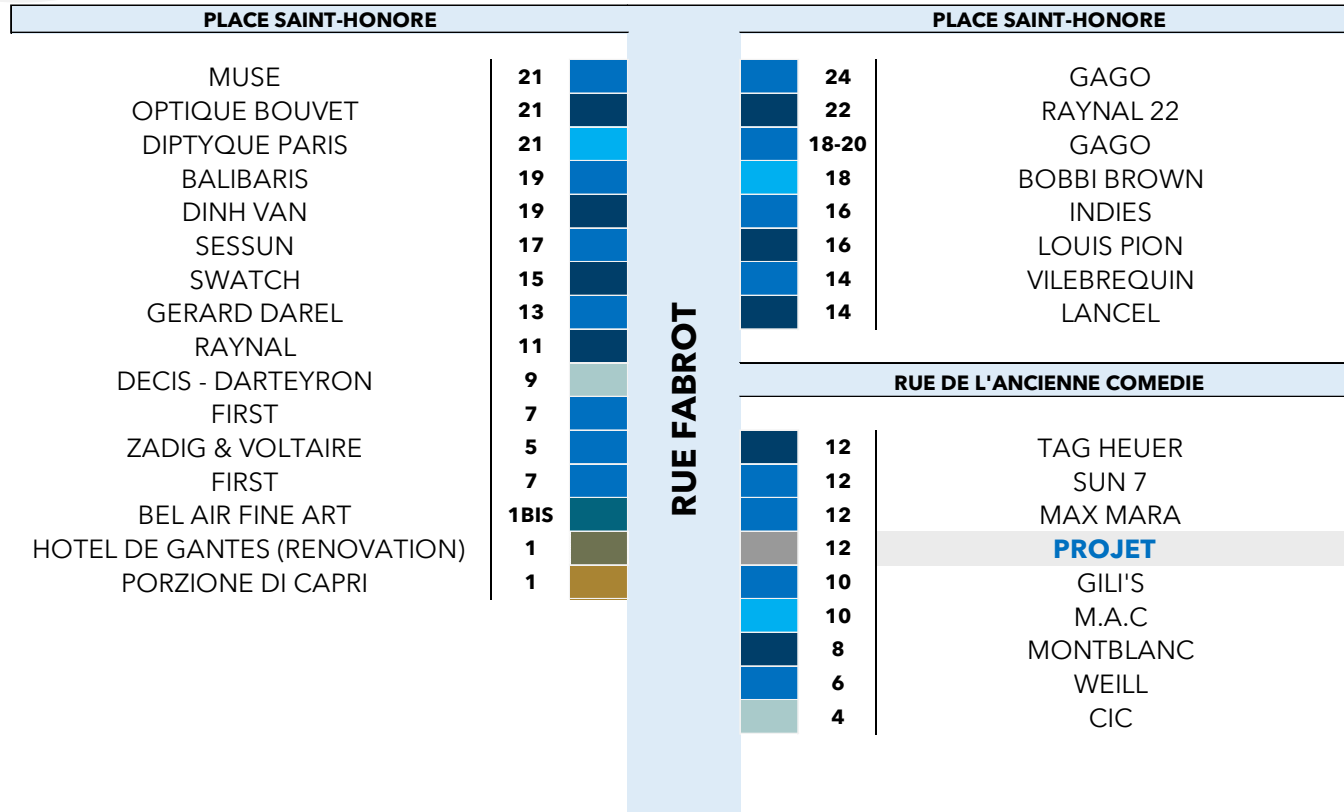 PLACE SAINT-HONORE
MUSE 21
OPTIQUE BOUVET 21
DIPTYQUE PARIS 21
BALIBARIS 19
DINH VAN 19
SESSUN 17
SWATCH 15
GERARD DAREL 13
RAYNAL 11
DECIS - DARTEYRON 9
FIRST 7
ZADIG & VOLTAIRE 5
FIRST 7
BEL AIR FINE ART 1BIS
HOTEL DE GANTES (RENOVATION) 1
PORZIONE DI CAPRI 1
RUE FABROT
PLACE SAINT-HONORE
24 GAGO
22 RAYNAL 22
18-20 GAGO
18 BOBBI BROWN
16 INDIES
16 LOUIS PION
14 VILEBREQUIN
14 LANCEL
RUE DE L'ANCIENNE COMEDIE
12 TAG HEUER
12 SUN 7
12 MAX MARA
12 PROJET
10 GILI'S
10 M.A.C
8 MONTBLANC
6 WEILL
4 CIC